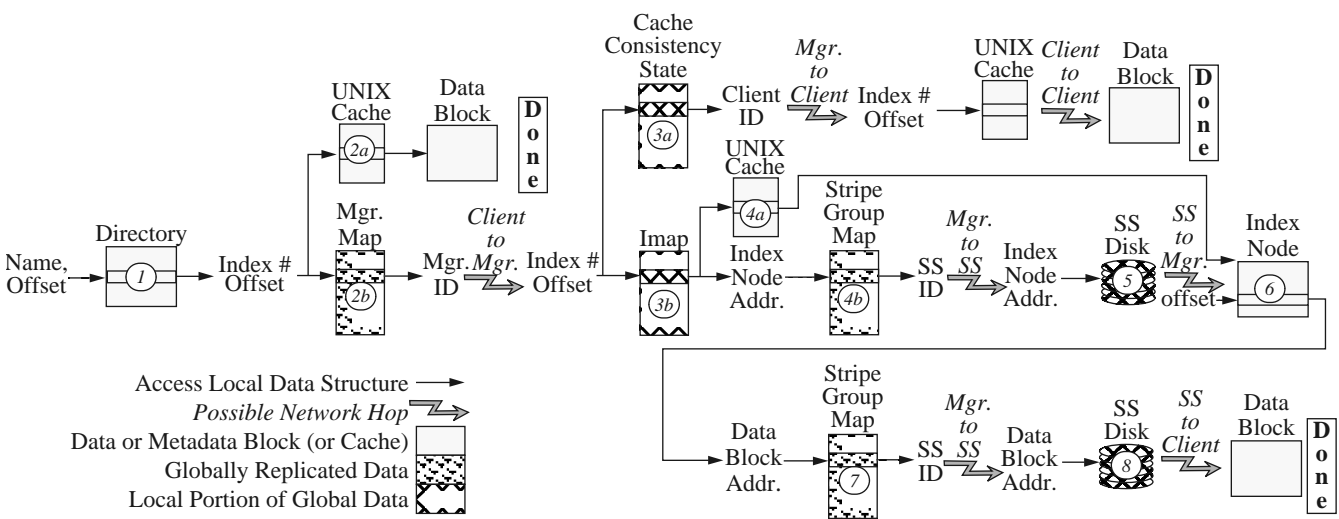 Cache
Consistency
State
3a
Client
ID
Mgr.
to
Client
Index #
Offset
UNIX
Cache
Client
to
Client
Data
Block
D
o
n
e
UNIX
Cache
2a
Data
Block
D
o
n
e
Name,
Offset
Directory
1
Index #
Offset
Mgr.
Map
2b
Mgr.
ID
Client
to
Mgr.
Index #
Offset
Imap
3b
UNIX
Cache
4a
Index
Node
Addr.
Stripe
Group
Map
4b
SS
ID
Mgr.
to
SS
Index
Node
Addr.
SS
Disk
5
SS
to
Mgr.
offset
Index
Node
6
Data
Block
Addr.
Stripe
Group
Map
7
SS
ID
Mgr.
to
SS
Data
Block
Addr.
SS
Disk
8
SS
to
Client
Data
Block
D
o
n
e
Access Local Data Structure
Possible Network Hop
Data or Metadata Block (or Cache)
Globally Replicated Data
Local Portion of Global Data